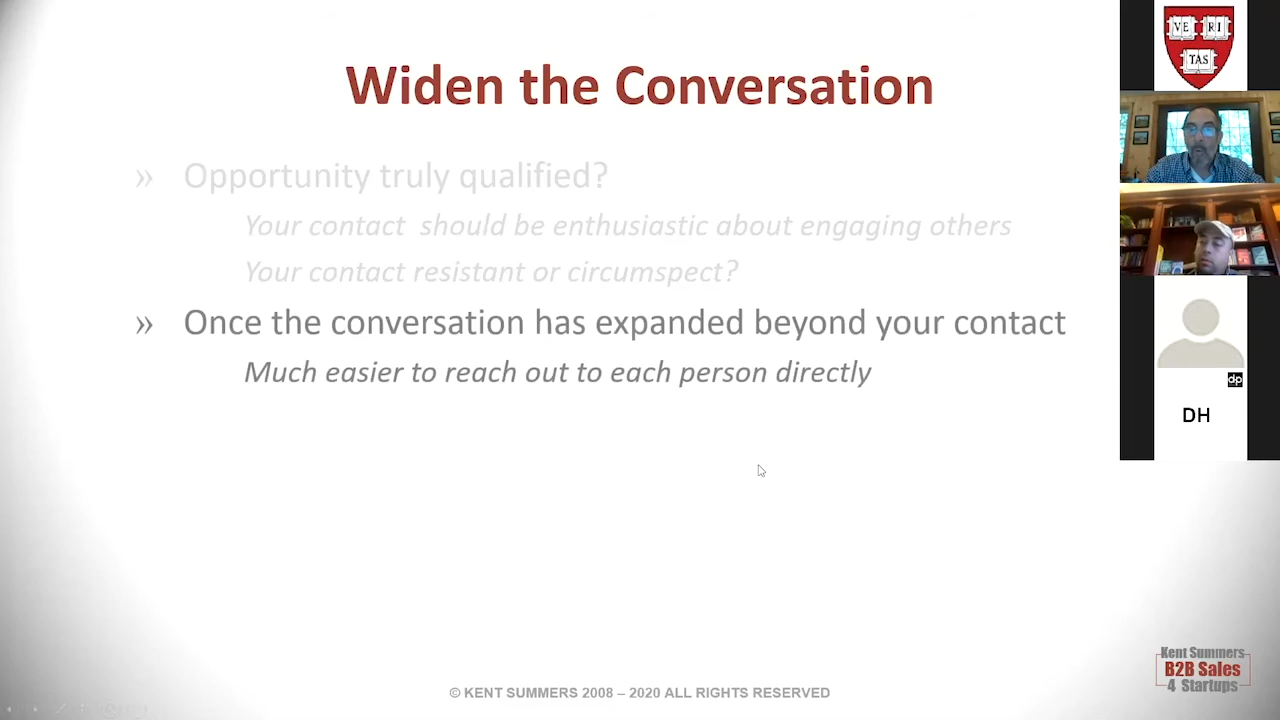 Widen the Conversation
» Opportunity truly qualified?
Your contact should be enthusiastic about engaging others
Your contact resistant or circumspect?
» Once the conversation has expanded beyond your contact
Much easier to reach out to each person directly
VE RI
TAS
dp
DH
Kent Summers
B2B Sales
4 Startups
© KENT SUMMERS 2008 – 2020 ALL RIGHTS RESERVED